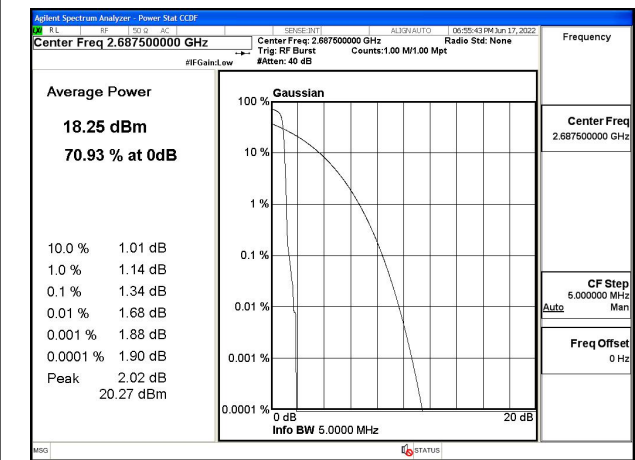 Agilent Spectrum Analyzer - Power Stat CCDF
RL RF 50 Ω AC SENSE:INT ALIGN AUTO 06:55:43 PM Jun 17, 2022
Center Freq 2.687500000 GHz
Center Freq: 2.687500000 GHz Radio Std: None
Trig: RF Burst Counts:1.00 M/1.00 Mpt
#IFGain:Low #Atten: 40 dB
Frequency
Average Power
18.25 dBm
70.93 % at 0dB
10.0 % 1.01 dB
1.0 % 1.14 dB
0.1 % 1.34 dB
0.01 % 1.68 dB
0.001 % 1.88 dB
0.0001 % 1.90 dB
Peak 2.02 dB
20.27 dBm
Gaussian
100 %
10 %
1 %
0.1 %
0.01 %
0.001 %
0.0001 %
0 dB 20 dB
Info BW 5.0000 MHz
Center Freq
2.687500000 GHz
CF Step
5.000000 MHz
Auto Man
Freq Offset
0 Hz
MSG STATUS